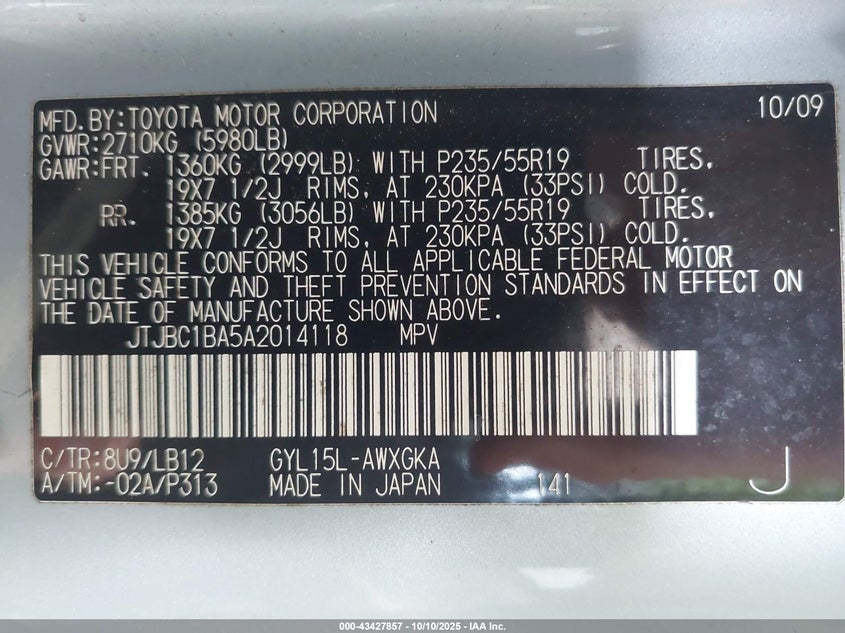 MFD.BY:TOYOTA MOTOR CORPORATION 10/09
GVWR:2710KG (5980LB)
GAWR:FRT. 1360KG (2999LB) WITH P235/55R19 TIRES,
19X7 1/2J RIMS, AT 230KPA (33PSI) COLD.
RR. 1385KG (3056LB) WITH P235/55R19 TIRES,
19X7 1/2J RIMS, AT 230KPA (33PSI) COLD.
THIS VEHICLE CONFORMS TO ALL APPLICABLE FEDERAL MOTOR
VEHICLE SAFETY AND THEFT PREVENTION STANDARDS IN EFFECT ON
THE DATE OF MANUFACTURE SHOWN ABOVE.
JTJBC1BA5A2014118 MPV
C/TR:8U9/LB12 GYL15L-AWXGKA
A/TM:-02A/P313 MADE IN JAPAN 141 J
000-43427857 - 10/10/2025 - IAA Inc.